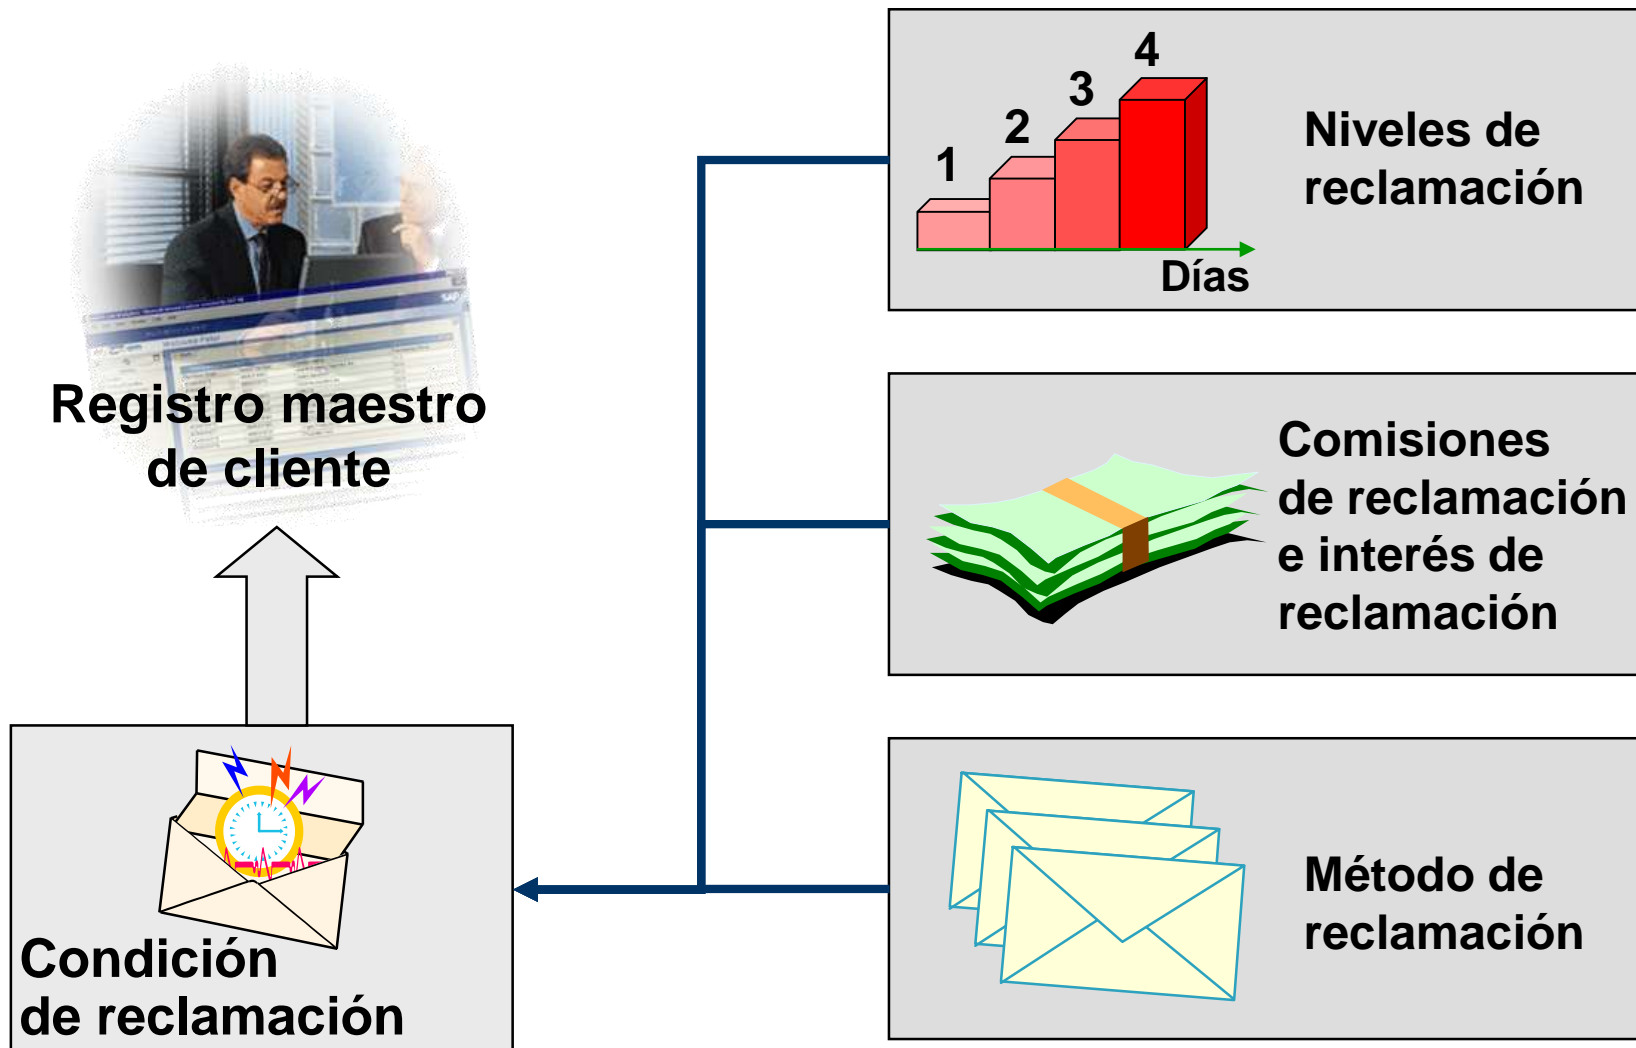 4
3
2
1
Días
Niveles de
reclamación
Registro maestro
de cliente
Comisiones
de reclamación
e interés de
reclamación
Condición
de reclamación
Método de
reclamación
SAP